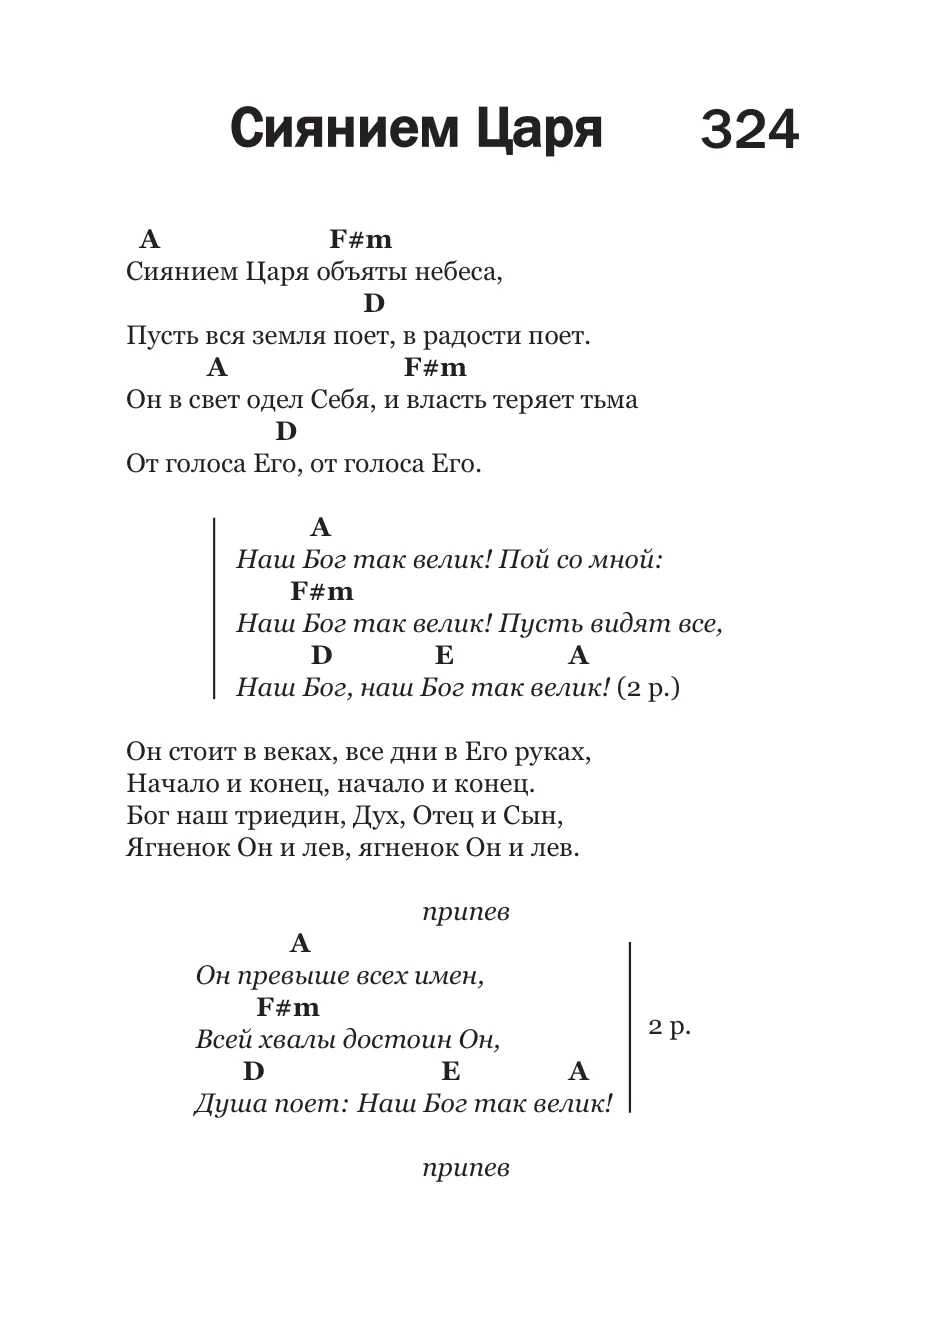 Сиянием Царя 324
A F#m
Сиянием Царя объяты небеса,
D
Пусть вся земля поет, в радости поет.
A F#m
Он в свет одел Себя, и власть теряет тьма
D
От голоса Его, от голоса Его.
A
Наш Бог так велик! Пой со мной:
F#m
Наш Бог так велик! Пусть видят все,
D E A
Наш Бог, наш Бог так велик! (2 р.)
Он стоит в веках, все дни в Его руках,
Начало и конец, начало и конец.
Бог наш триедин, Дух, Отец и Сын,
Ягненок Он и лев, ягненок Он и лев.
припев
A
Он превыше всех имен,
F#m
Всей хвалы достоин Он,
2 р.
D E A
Душа поет: Наш Бог так велик!
припев